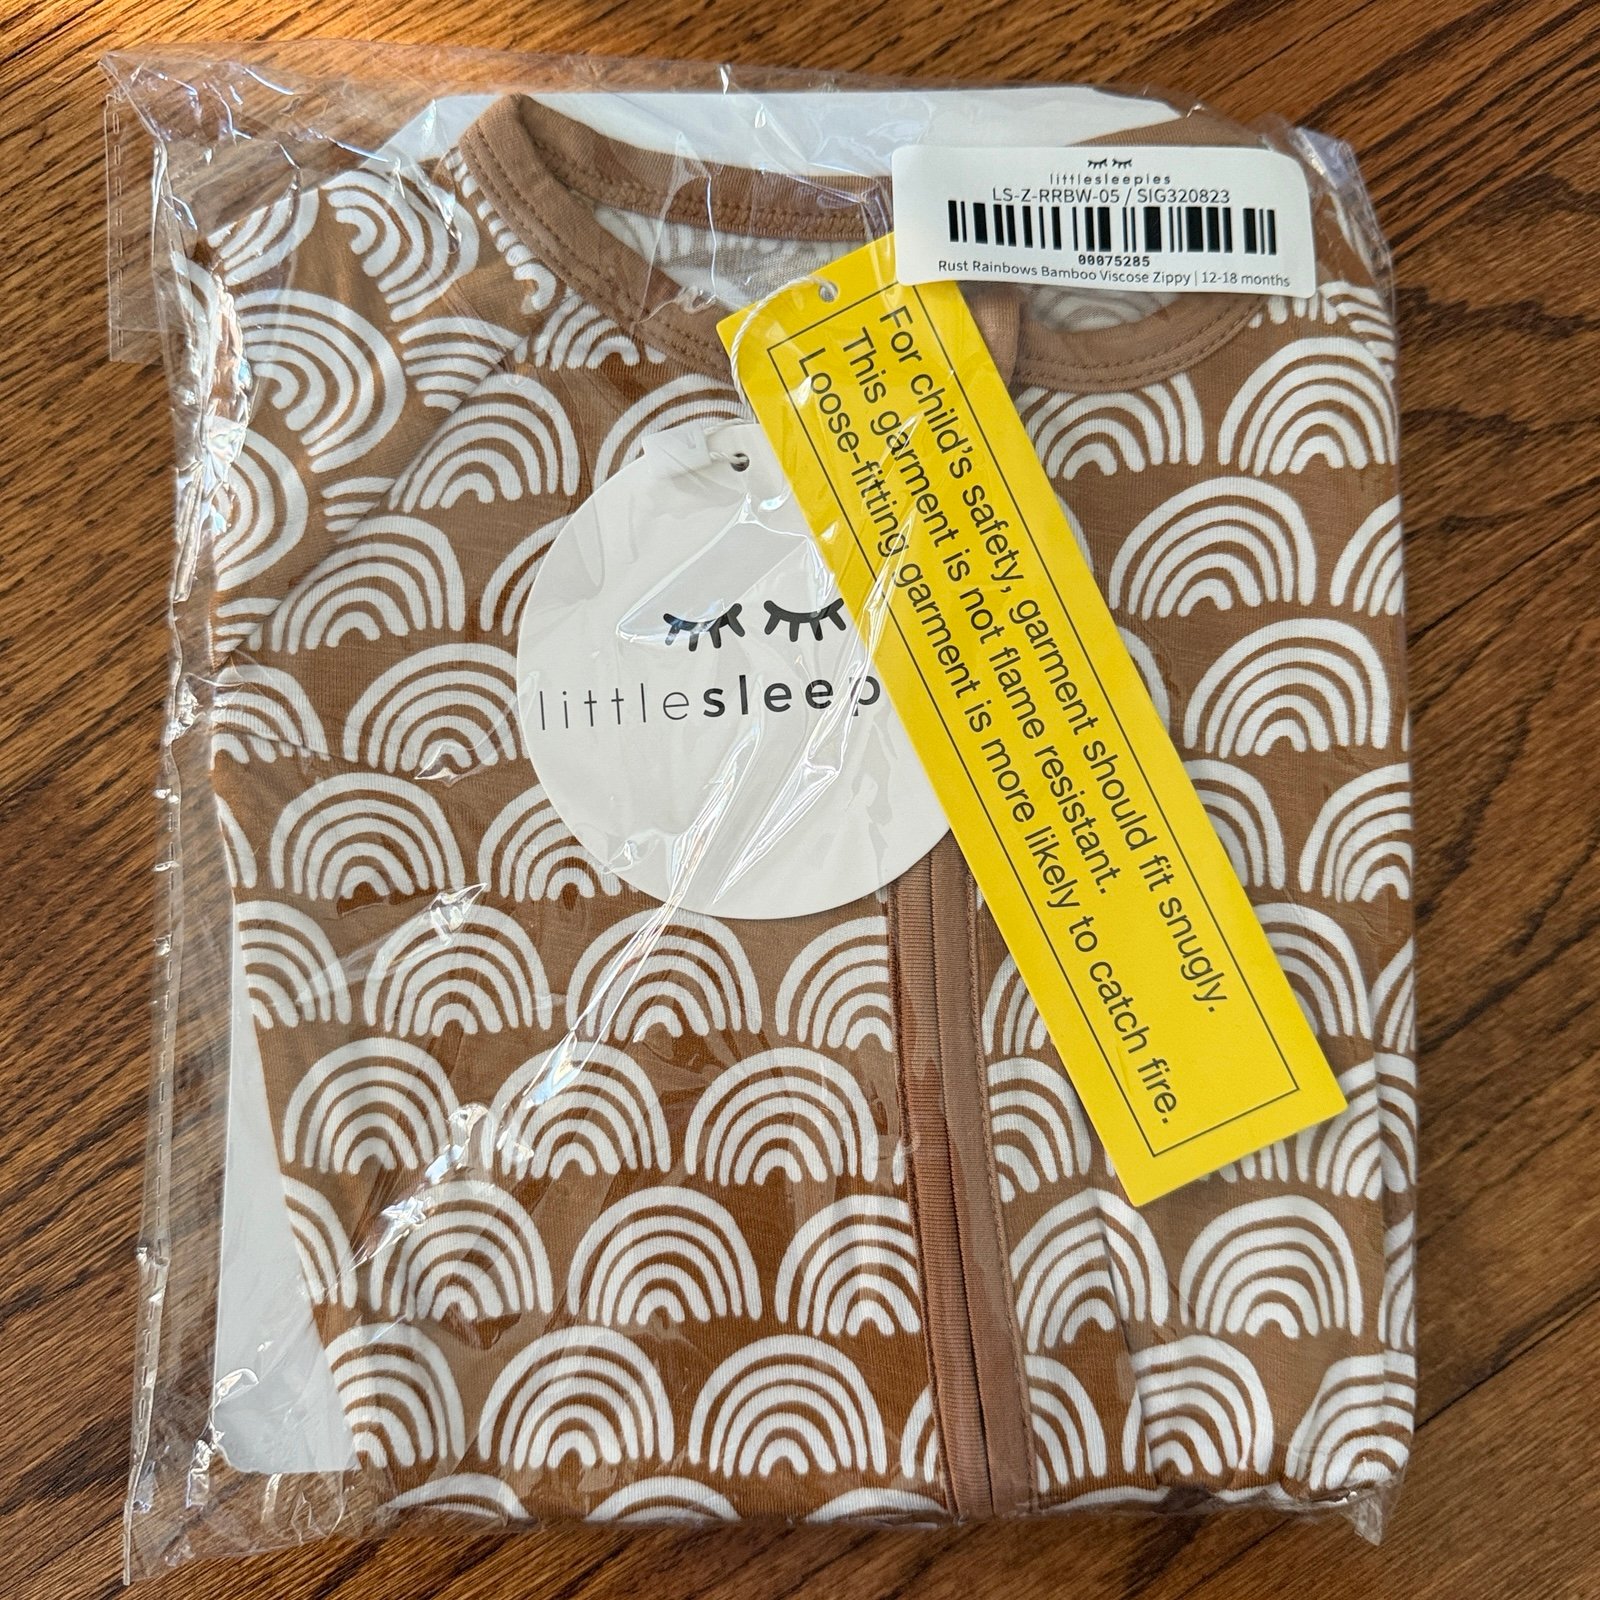 littlesleepies
LS-Z-RRBW-05 / SIG320823
00075285
Rust Rainbows Bamboo Viscose Zippy | 12-18 months
For child's safety, garment should fit snugly.
This garment is not flame resistant.
Loose-fitting garment is more likely to catch fire.
littlesleep